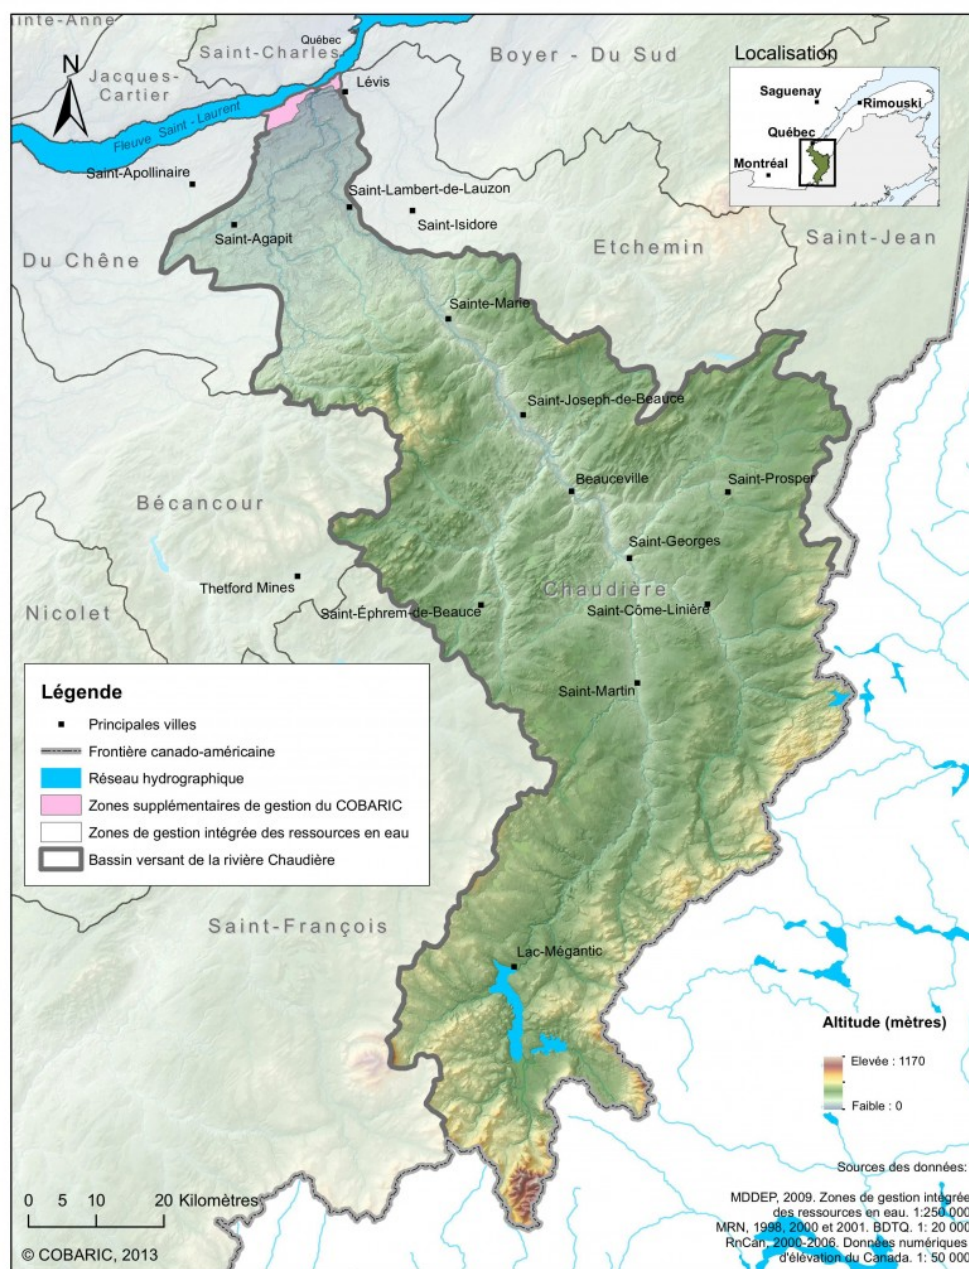 Sainte-Anne
Québec
Saint-Charles
Boyer - Du Sud
Localisation
N
Jacques-
Cartier
Lévis
Saguenay
Rimouski
Fleuve Saint-Laurent
Québec
Montréal
Saint-Apollinaire
Saint-Lambert-de-Lauzon
Saint-Isidore
Saint-Agapit
Etchemin
Saint-Jean
Du Chêne
Sainte-Marie
Saint-Joseph-de-Beauce
Beauceville
Saint-Prosper
Bécancour
Saint-Georges
Thetford Mines
Chaudière
Nicolet
Saint-Éphrem-de-Beauce
Saint-Côme-Linière
Saint-Martin
Légende
Principales villes
Frontière canado-américaine
Réseau hydrographique
Zones supplémentaires de gestion du COBARIC
Zones de gestion intégrée des ressources en eau
Bassin versant de la rivière Chaudière
Saint-François
Lac-Mégantic
Altitude (mètres)
Elevée : 1170
Faible : 0
0 5 10 20 Kilomètres
© COBARIC, 2013
Sources des données:
MDDEP, 2009. Zones de gestion intégrée
des ressources en eau. 1:250 000
MRN, 1998, 2000 et 2001. BDTQ. 1: 20 000
RnCan, 2000-2006. Données numériques
d'élévation du Canada. 1: 50 000